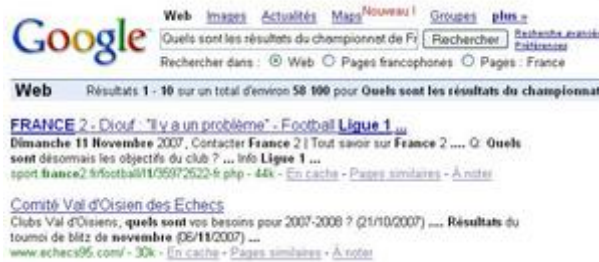 Google
Web Images Actualités Maps Nouveau ! Groupes plus »
Quels sont les résultats du championnat de Fr Rechercher Recherche avancée
Préférences
Rechercher dans : Web Pages francophones Pages : France
Web Résultats 1 - 10 sur un total d'environ 58 100 pour Quels sont les résultats du championnat
FRANCE 2 - Diouf : "Il y a un problème" - Football Ligue 1 ...
Dimanche 11 Novembre 2007, Contacter France 2 | Tout savoir sur France 2 .... Q: Quels
sont désormais les objectifs du club ? ... Info Ligue 1 ...
sport.france2.fr/football/l1/35972522-fr.php - 44k - En cache - Pages similaires - À noter
Comité Val d'Oisien des Echecs
Clubs Val d'Oisiens, quels sont vos besoins pour 2007-2008 ? (21/10/2007) .... Résultats du
tournoi de blitz de novembre (06/11/2007) ...
www.echecs95.com/ - 30k - En cache - Pages similaires - À noter